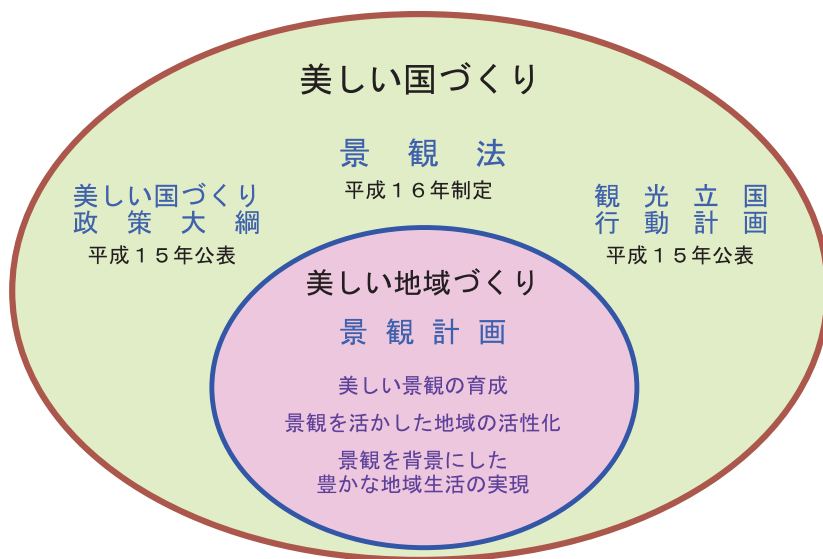 美しい国づくり
景観法
平成１６年制定
美しい国づくり
政策大綱
平成１５年公表
観光立国
行動計画
平成１５年公表
美しい地域づくり
景観計画
美しい景観の育成
景観を活かした地域の活性化
景観を背景にした
豊かな地域生活の実現